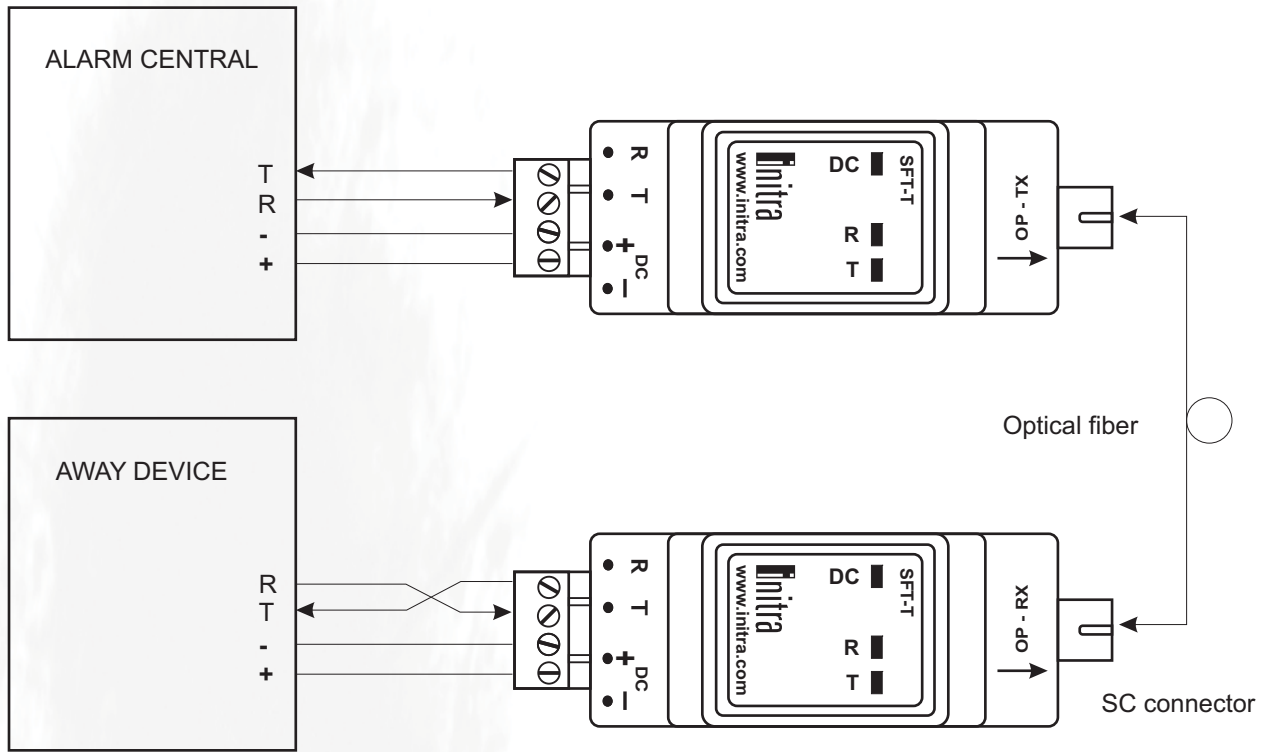 ALARM CENTRAL
T
R
-
+
R
T
+
DC
−
initra
www.initra.com
DC
R
T
SFT-T
OP - TX
Optical fiber
AWAY DEVICE
R
T
-
+
R
T
+
DC
−
initra
www.initra.com
DC
R
T
SFT-T
OP - RX
SC connector